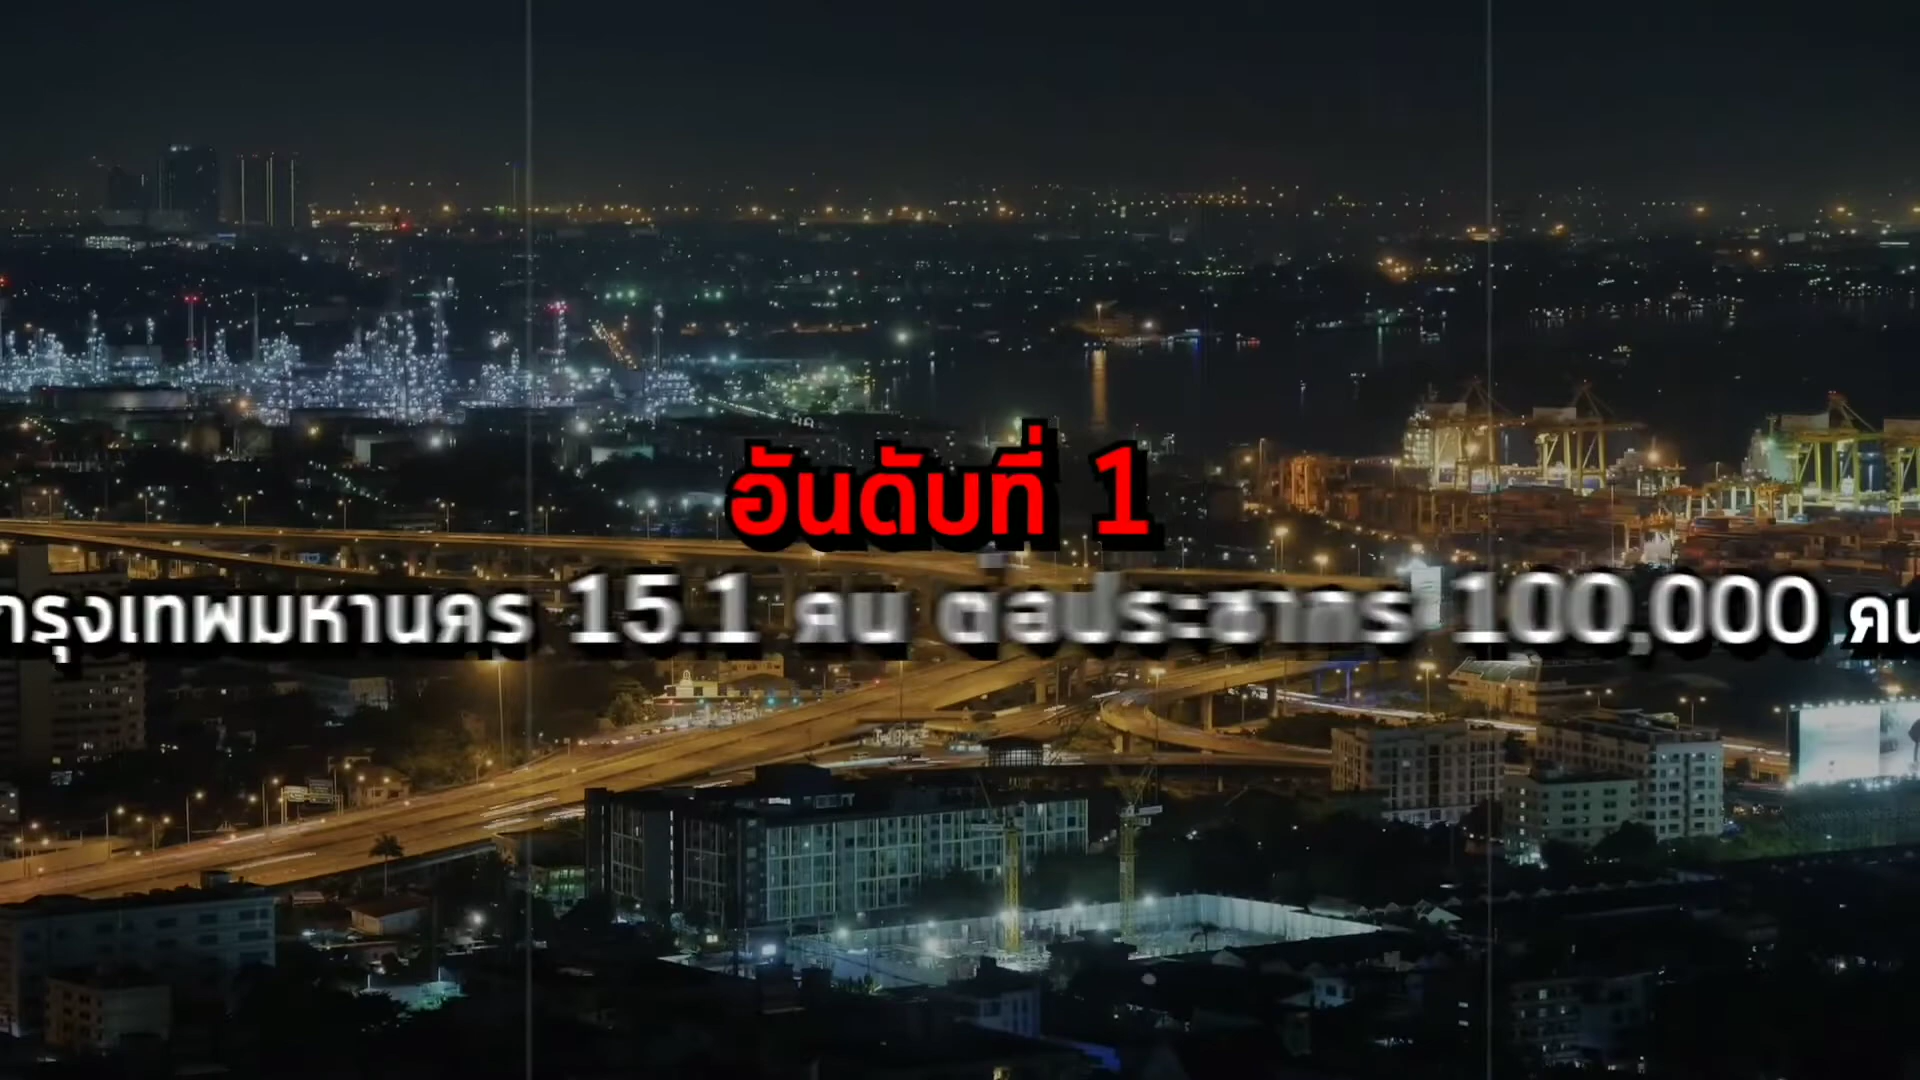 อันดับที่ 1
กรุงเทพมหานคร 15.1 คน ต่อประชากร 100,000 คน